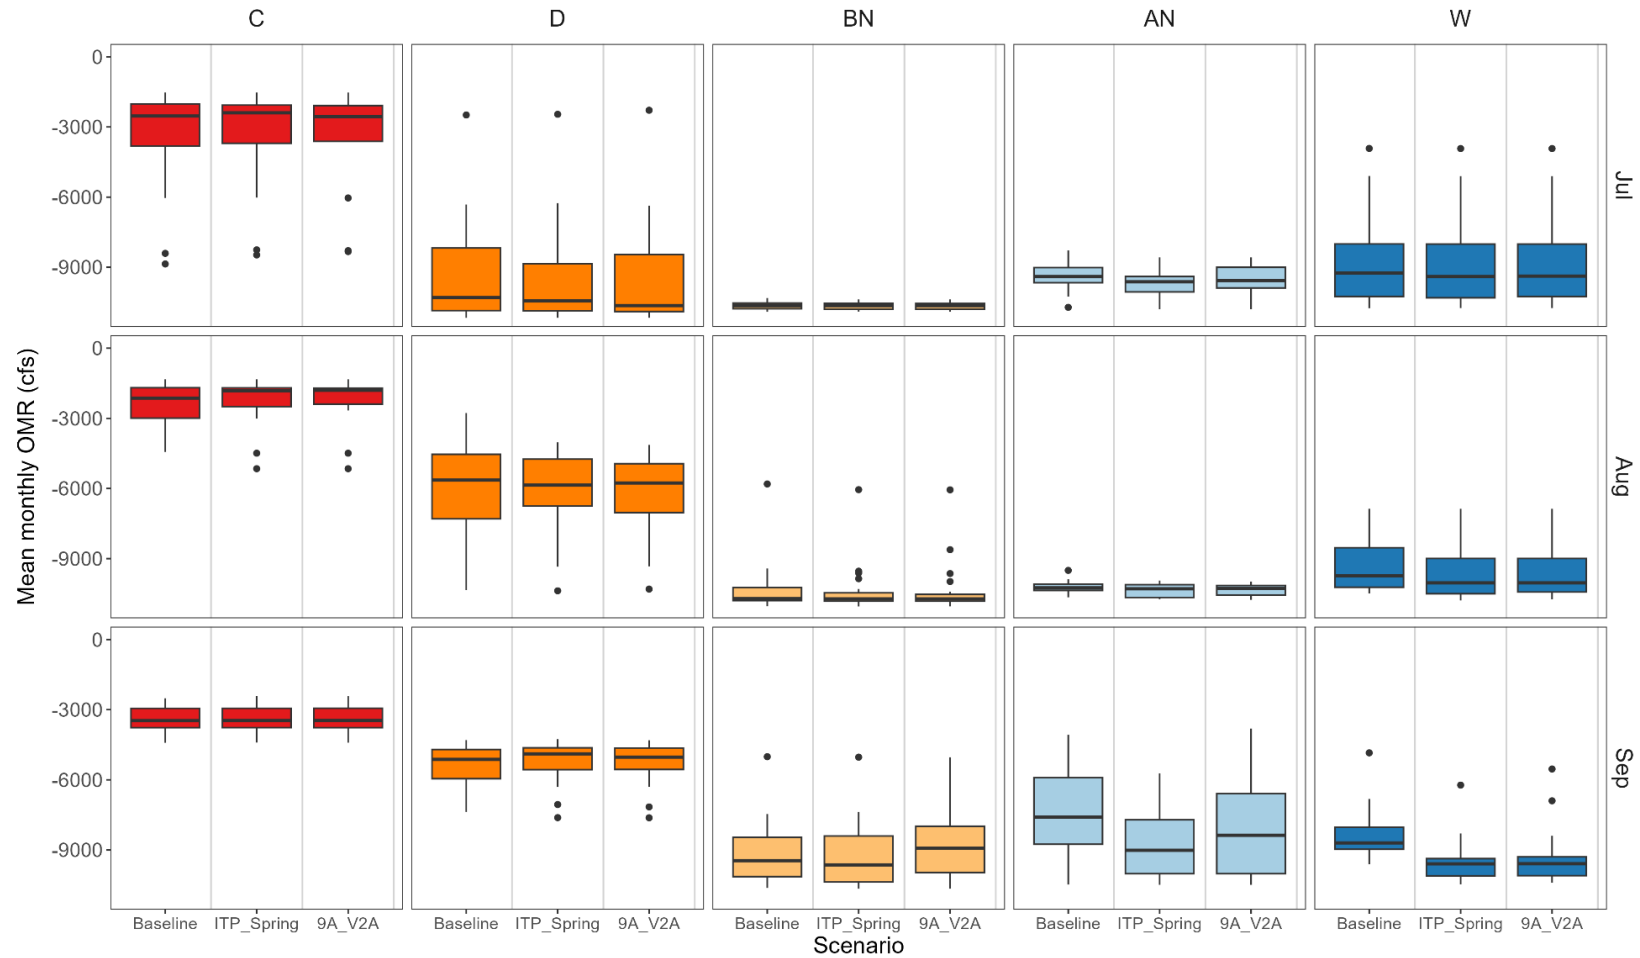 C D BN AN W
0
-3000
-6000
-9000
Jul
0
-3000
-6000
-9000
Aug
0
-3000
-6000
-9000
Sep
Mean monthly OMR (cfs)
Baseline ITP_Spring 9A_V2A Baseline ITP_Spring 9A_V2A Baseline ITP_Spring 9A_V2A Baseline ITP_Spring 9A_V2A Baseline ITP_Spring 9A_V2A
Scenario